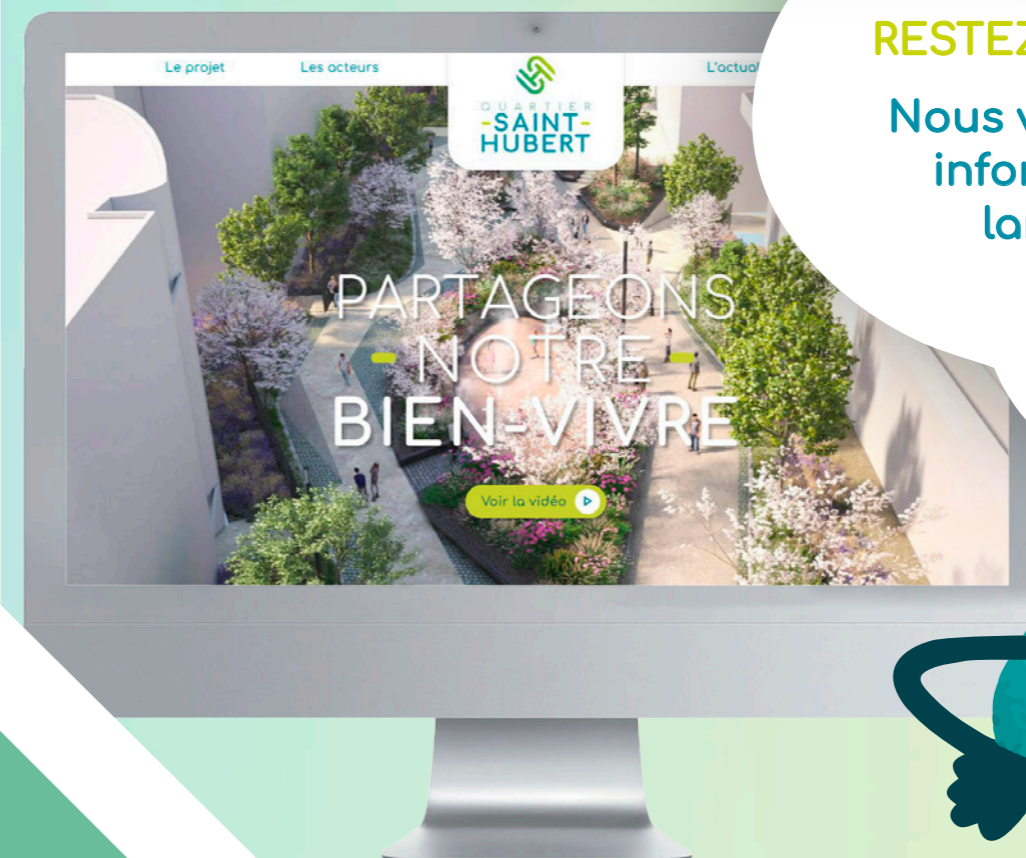 Le projet
Les acteurs
L'actua
QUARTIER
-SAINT-
HUBERT
PARTAGEONS
- NOTRE -
BIEN-VIVRE
Voir la vidéo
RESTEZ
Nous v
infor
la